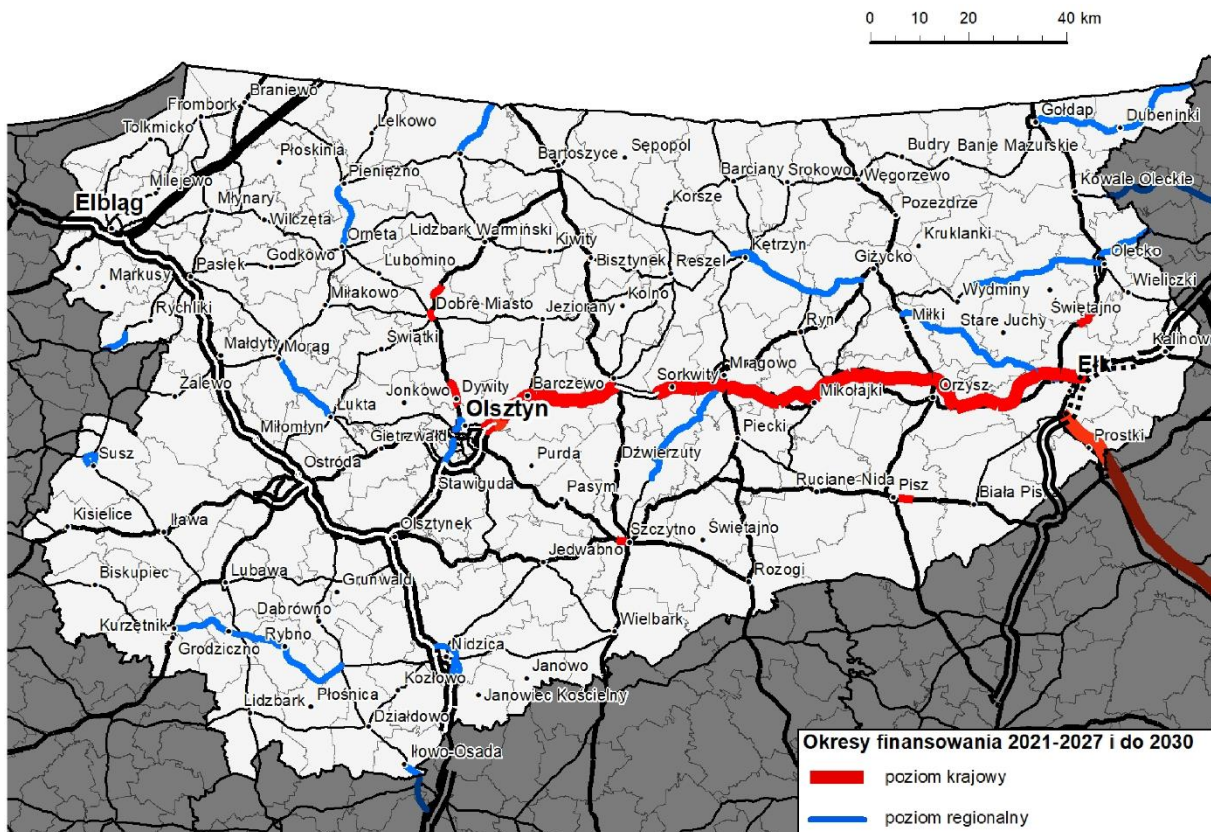 0 10 20 40 km
Braniewo
Frombork
Tolkmicko
Lelkowo
Płoskinia
Pieniężno
Sępopol
Bartoszyce
Barciany
Srokowo
Węgorzewo
Budry
Banie Mazurskie
Gołdap
Dubeninki
Kowale Oleckie
Milejewo
Elbląg
Młynary
Wilczęta
Orneta
Lidzbark Warmiński
Kiwity
Korsze
Pozezdrze
Kruklanki
Kętrzyn
Giżycko
Olecko
Markusy
Pasłęk
Godkowo
Lubomino
Bisztynek
Reszel
Wydminy
Wieliczki
Rychliki
Miłakowo
Dobre Miasto
Jeziorany
Kolno
Ryn
Miłki
Stare Juchy
Świętajno
Kalinowo
Małdyty
Morąg
Świątki
Mrągowo
Ełk
Zalewo
Jonkowo
Dywity
Barczewo
Sorkwity
Mikołajki
Orzysz
Łukta
Olsztyn
Miłomłyn
Gietrzwałd
Piecki
Prostki
Susz
Ostróda
Purda
Dźwierzuty
Stawiguda
Pasym
Ruciane-Nida
Pisz
Biała Pis
Kisielice
Iława
Olsztynek
Szczytno
Świętajno
Jedwabno
Biskupiec
Lubawa
Grunwald
Rozogi
Dąbrówno
Kurzętnik
Rybno
Wielbark
Grodziczno
Nidzica
Janowo
Kozłowo
Lidzbark
Płośnica
Janowiec Kościelny
Działdowo
Iłowo-Osada
Okresy finansowania 2021-2027 i do 2030
poziom krajowy
poziom regionalny